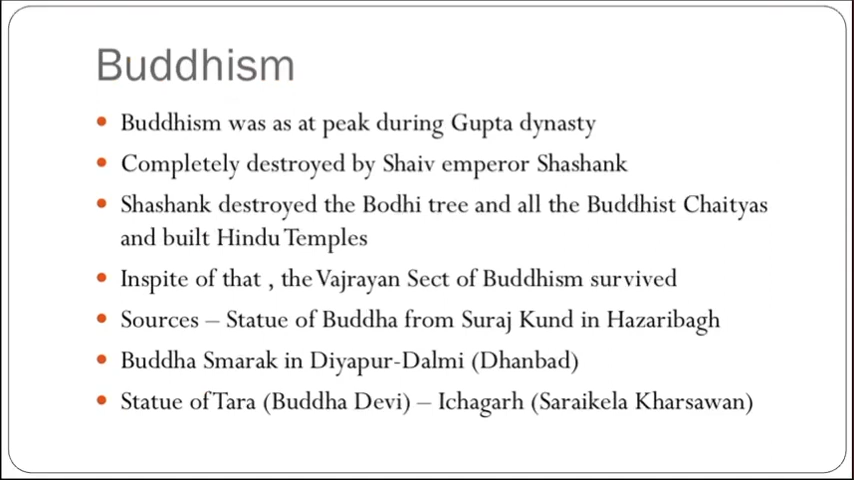 Buddhism
• Buddhism was as at peak during Gupta dynasty
• Completely destroyed by Shaiv emperor Shashank
• Shashank destroyed the Bodhi tree and all the Buddhist Chaityas
and built Hindu Temples
• Inspite of that , the Vajrayan Sect of Buddhism survived
• Sources – Statue of Buddha from Suraj Kund in Hazaribagh
• Buddha Smarak in Diyapur-Dalmi (Dhanbad)
• Statue of Tara (Buddha Devi) – Ichagarh (Saraikela Kharsawan)